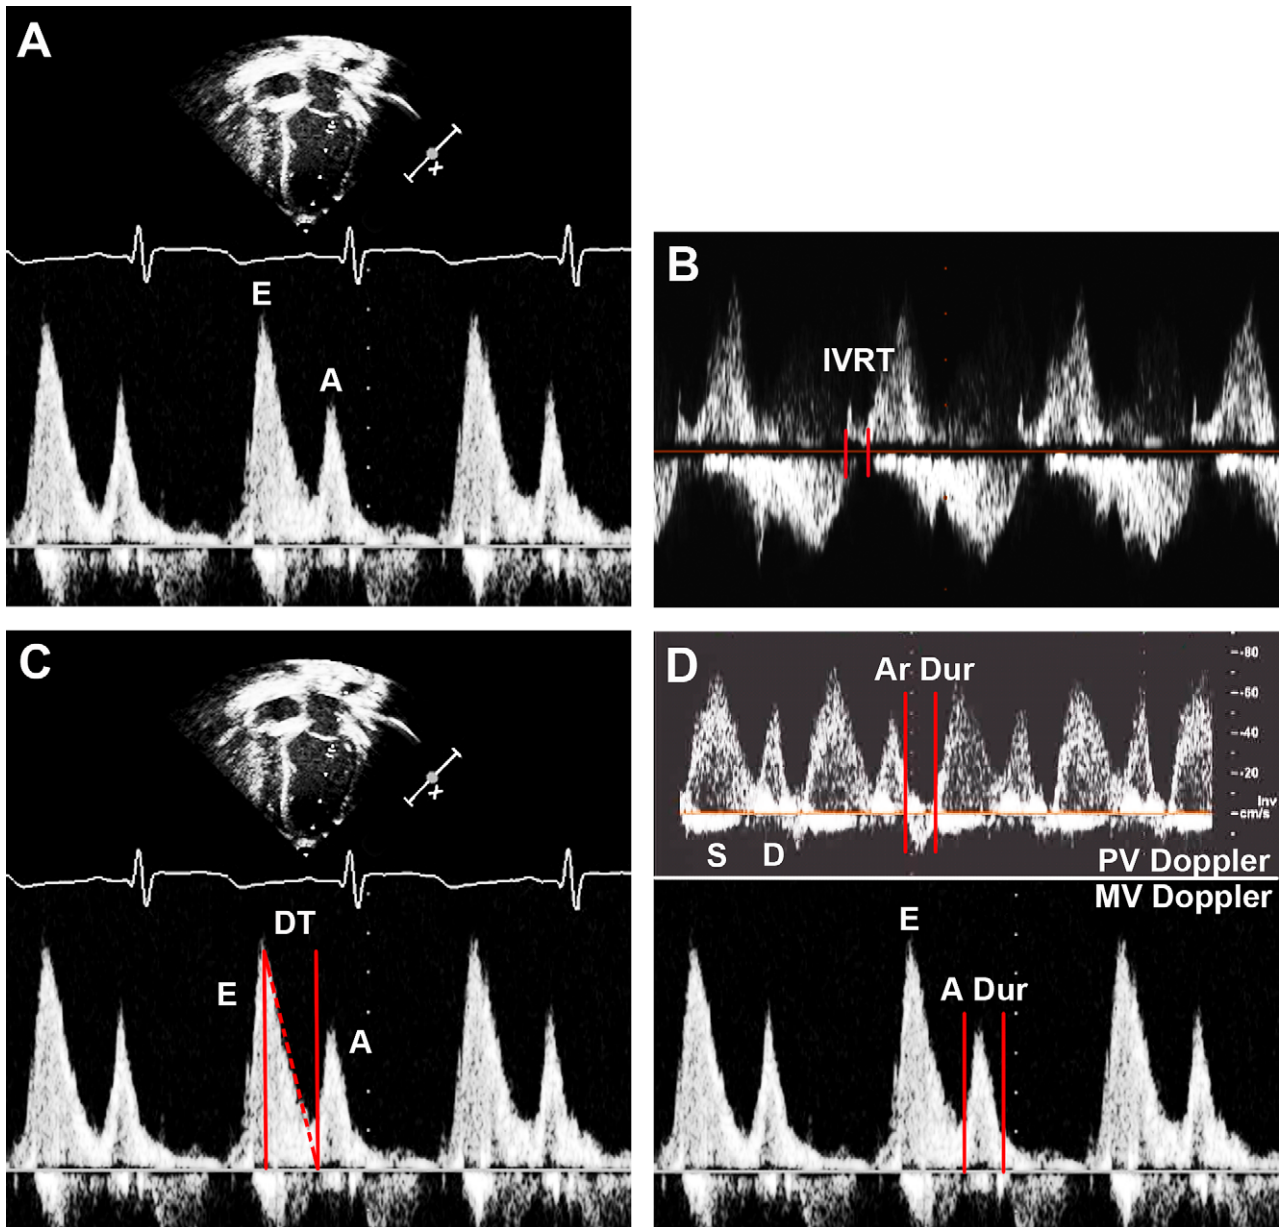 A
E
A
B
IVRT
C
DT
E
A
D
Ar Dur
-80
-60
-40
-20
Inv
-cm/s
S D
PV Doppler
MV Doppler
E
A Dur